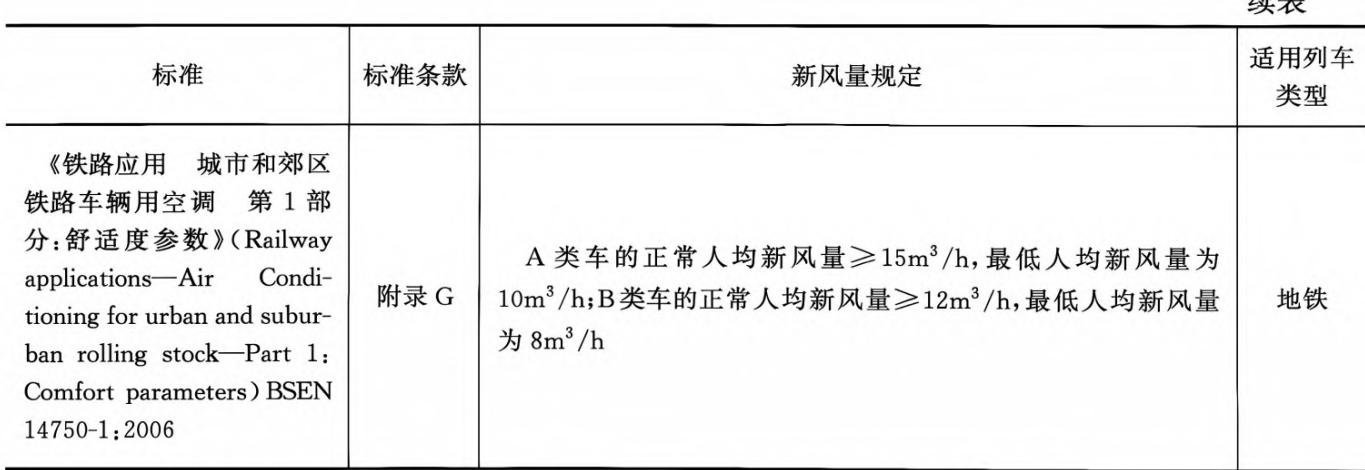 续表
标准
标准条款
新风量规定
适用列车
类型
《铁路应用　城市和郊区
铁路车辆用空调　第 1 部
分:舒适度参数》(Railway
applications—Air Condi-
tioning for urban and subur-
ban rolling stock—Part 1:
Comfort parameters) BSEN
14750-1:2006
附录 G
A 类车的正常人均新风量≥15m³/h,最低人均新风量为
10m³/h;B类车的正常人均新风量≥12m³/h,最低人均新风量
为 8m³/h
地铁